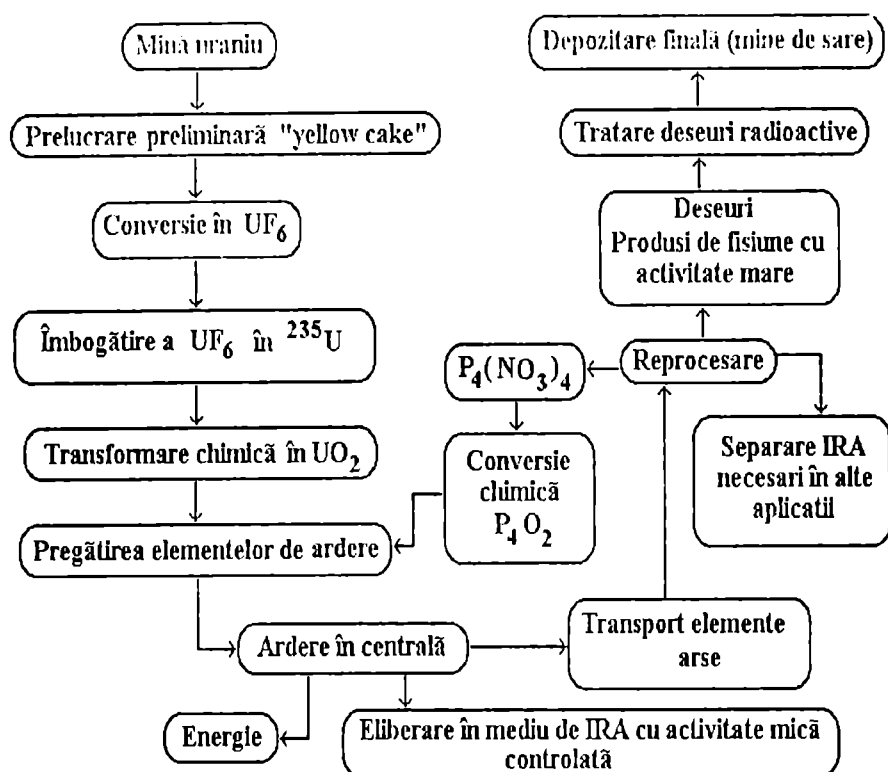 Mină uraniu
Prelucrare preliminară "yellow cake"
Conversie în UF₆
Îmbogătire a UF₆ în ²³⁵U
Transformare chimică în UO₂
Pregătirea elementelor de ardere
Ardere în centrală
Energie
Eliberare în mediu de IRA cu activitate mică
controlată
Transport elemente
arse
Reprocesare
P₄(NO₃)₄
Conversie
chimică
P₄O₂
Separare IRA
necesari în alte
aplicatii
Deseuri
Produsi de fisiune cu
activitate mare
Tratare deseuri radioactive
Depozitare finală (mine de sare)